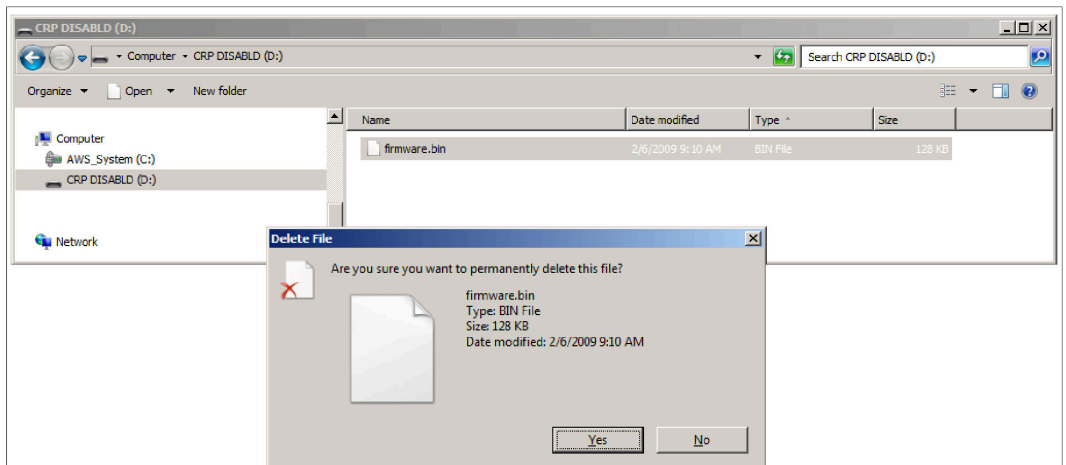 CRP DISABLD (D:)
Computer CRP DISABLD (D:) Search CRP DISABLD (D:)
Organize Open New folder
Name Date modified Type Size
Computer
AWS_System (C:)
CRP DISABLD (D:)
Network
firmware.bin 2/6/2009 9:10 AM BIN File 128 KB
Delete File
Are you sure you want to permanently delete this file?
firmware.bin
Type: BIN File
Size: 128 KB
Date modified: 2/6/2009 9:10 AM
Yes No